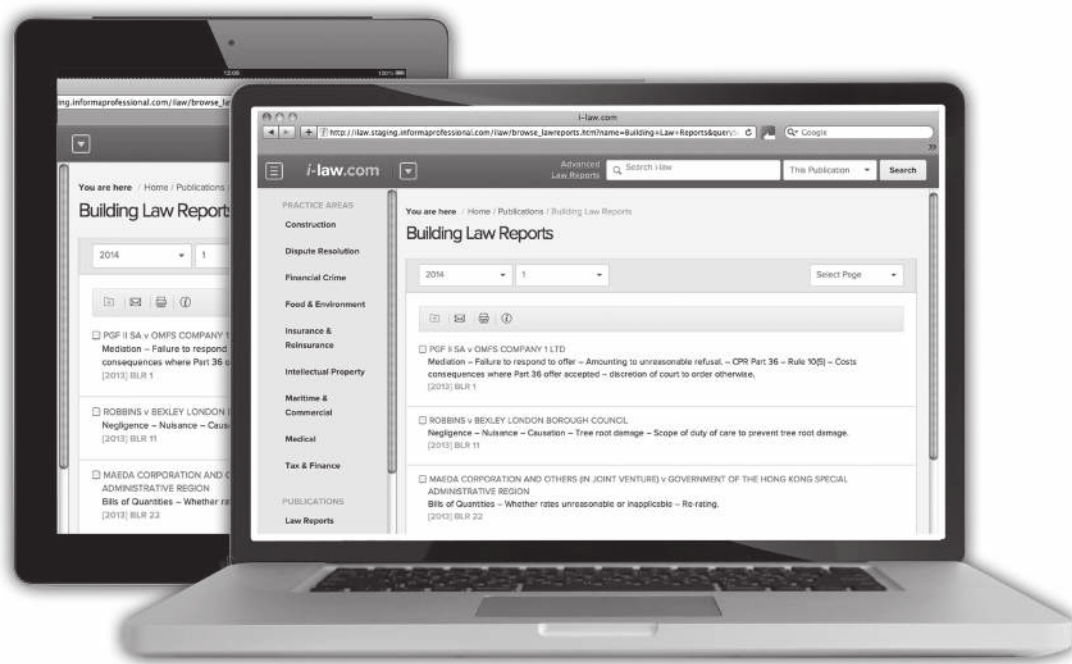 12:05 100%
ing.informaprofessional.com/ilaw/browse_la
You are here / Home / Publications /
Building Law Report
2014 1
PGF II SA v OMFS COMPANY 1
Mediation – Failure to respond
consequences where Part 36 o
[2013] BLR 1
ROBBINS v BEXLEY LONDON
Negligence – Nuisance – Caus
[2013] BLR 11
MAEDA CORPORATION AND O
ADMINISTRATIVE REGION
Bills of Quantities – Whether ra
[2013] BLR 22
i-law.com
http://ilaw.staging.informaprofessional.com/ilaw/browse_lawreports.htm?name=Building+Law+Reports&query Google
i-law.com Advanced Law Reports Search i-law This Publication Search
PRACTICE AREAS
Construction
Dispute Resolution
Financial Crime
Food & Environment
Insurance &
Reinsurance
Intellectual Property
Maritime &
Commercial
Medical
Tax & Finance
PUBLICATIONS
Law Reports
You are here / Home / Publications / Building Law Reports
Building Law Reports
2014 1 Select Page
PGF II SA v OMFS COMPANY 1 LTD
Mediation – Failure to respond to offer – Amounting to unreasonable refusal. – CPR Part 36 – Rule 10(5) – Costs
consequences where Part 36 offer accepted – discretion of court to order otherwise.
[2013] BLR 1
ROBBINS v BEXLEY LONDON BOROUGH COUNCIL
Negligence – Nuisance – Causation – Tree root damage – Scope of duty of care to prevent tree root damage.
[2013] BLR 11
MAEDA CORPORATION AND OTHERS (IN JOINT VENTURE) v GOVERNMENT OF THE HONG KONG SPECIAL
ADMINISTRATIVE REGION
Bills of Quantities – Whether rates unreasonable or inapplicable – Re-rating.
[2013] BLR 22